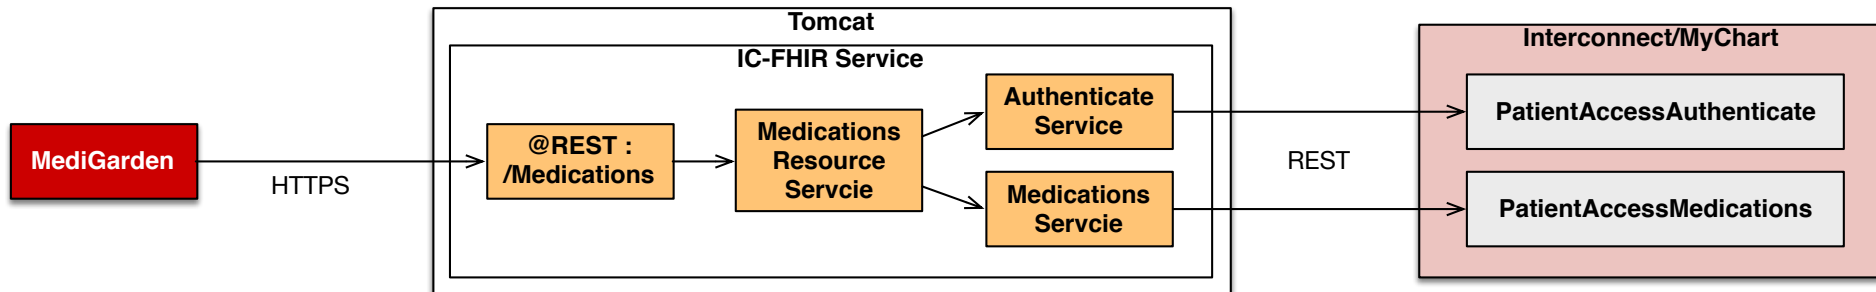 Tomcat
IC-FHIR Service
Interconnect/MyChart
MediGarden
HTTPS
@REST :
/Medications
Medications
Resource
Servcie
Authenticate
Service
Medications
Servcie
REST
PatientAccessAuthenticate
PatientAccessMedications